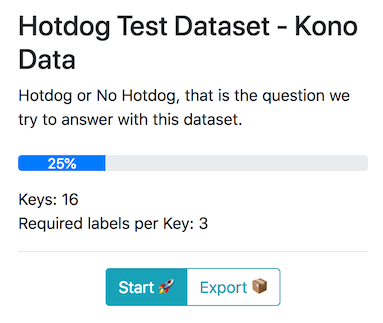 Hotdog Test Dataset - Kono
Data
Hotdog or No Hotdog, that is the question we
try to answer with this dataset.
25%
Keys: 16
Required labels per Key: 3
Start 🚀 Export 📦